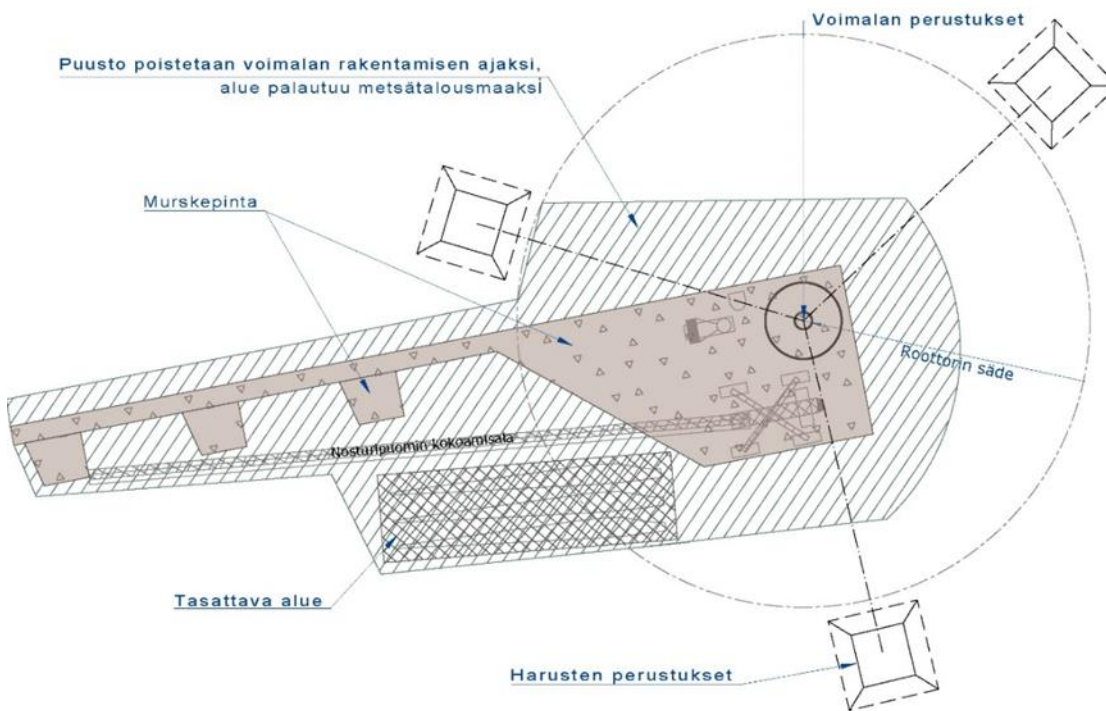 Voimalan perustukset
Puusto poistetaan voimalan rakentamisen ajaksi,
alue palautuu metsätalousmaaksi
Murskepinta
Roottorin säde
Nosturipuomin kokoamisala
Tasattava alue
Harusten perustukset